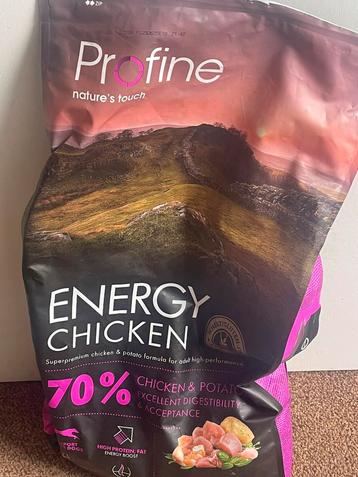 ZIP
Profine
nature's touch
ENERGY
CHICKEN
Superpremium chicken & potato formula for adult high-performance
70%
CHICKEN & POTATO
EXCELLENT DIGESTIBILITY
& ACCEPTANCE
HIGH PROTEIN, FAT
ENERGY BOOST